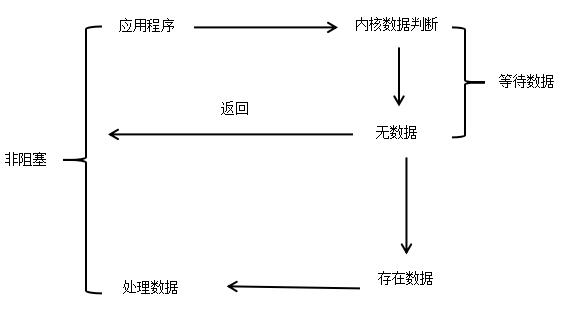 应用程序
内核数据判断
等待数据
返回
无数据
非阻塞
存在数据
处理数据